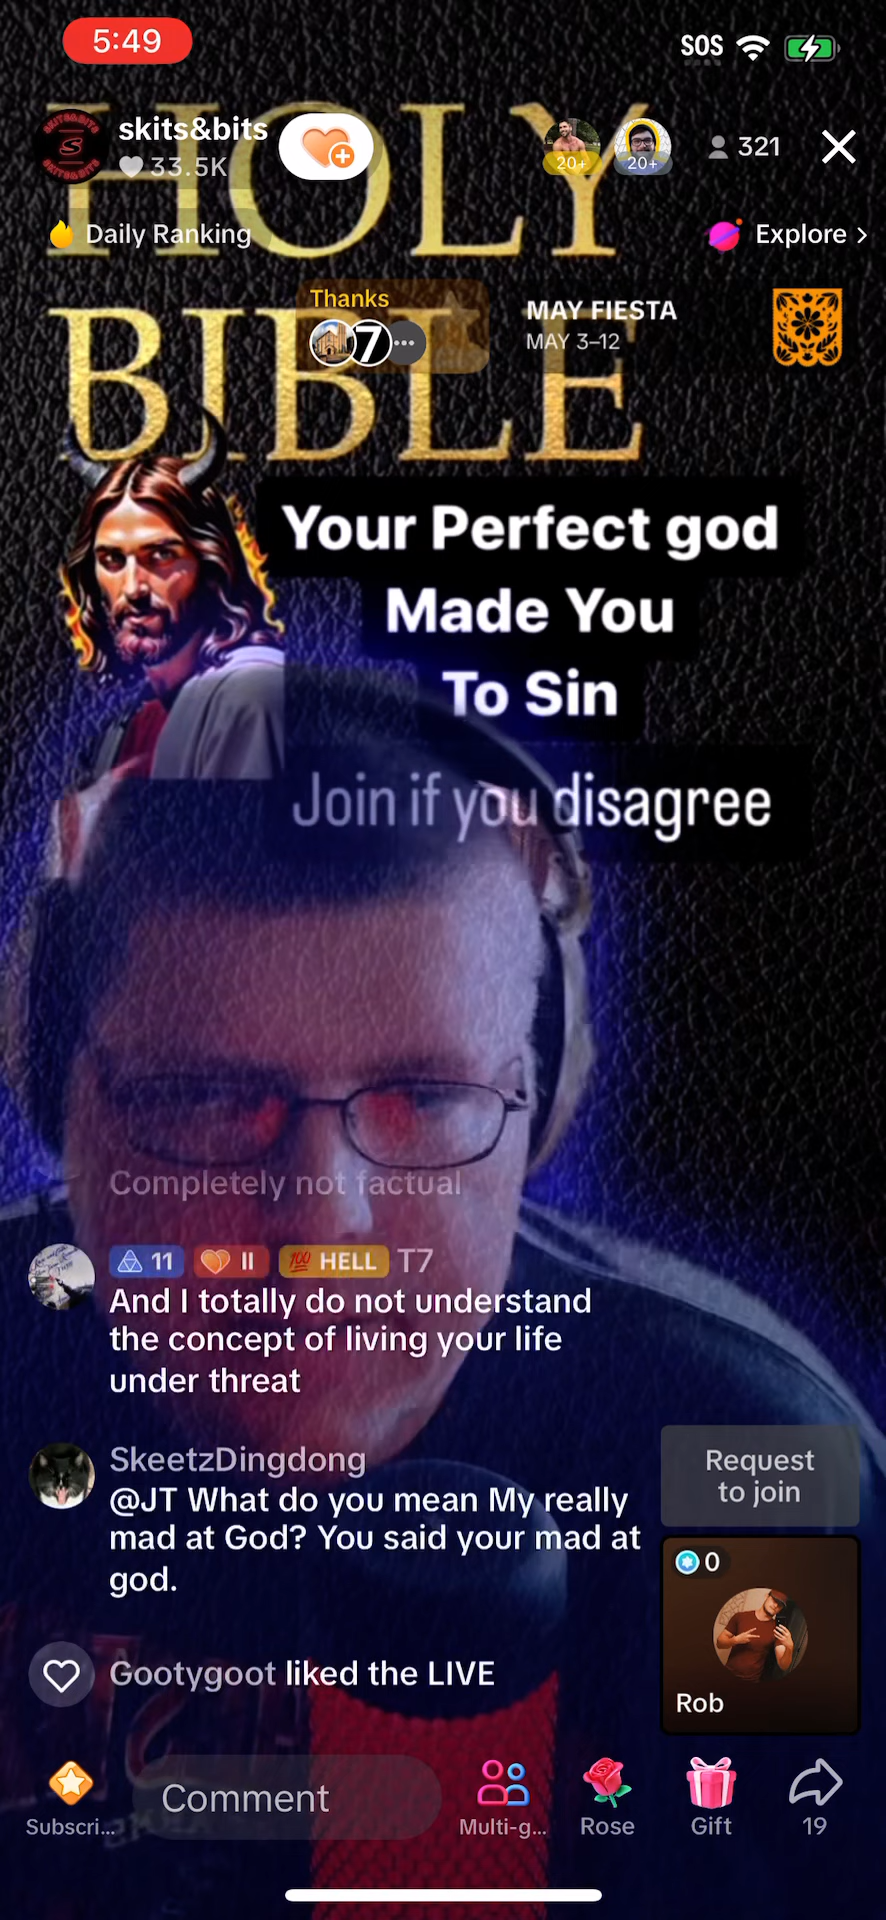 5:49
SOS
skits&bits
33.5K
20+
20+
321
Daily Ranking
Explore >
HOLY
BIBLE
Thanks
7
MAY FIESTA
MAY 3–12
Your Perfect god
Made You
To Sin
Join if you disagree
Completely not factual
11
II
100 HELL
T7
And I totally do not understand
the concept of living your life
under threat
SkeetzDingdong
@JT What do you mean My really
mad at God? You said your mad at
god.
Request
to join
0
Rob
Gootygoot liked the LIVE
Subscri...
Comment
Multi-g...
Rose
Gift
19